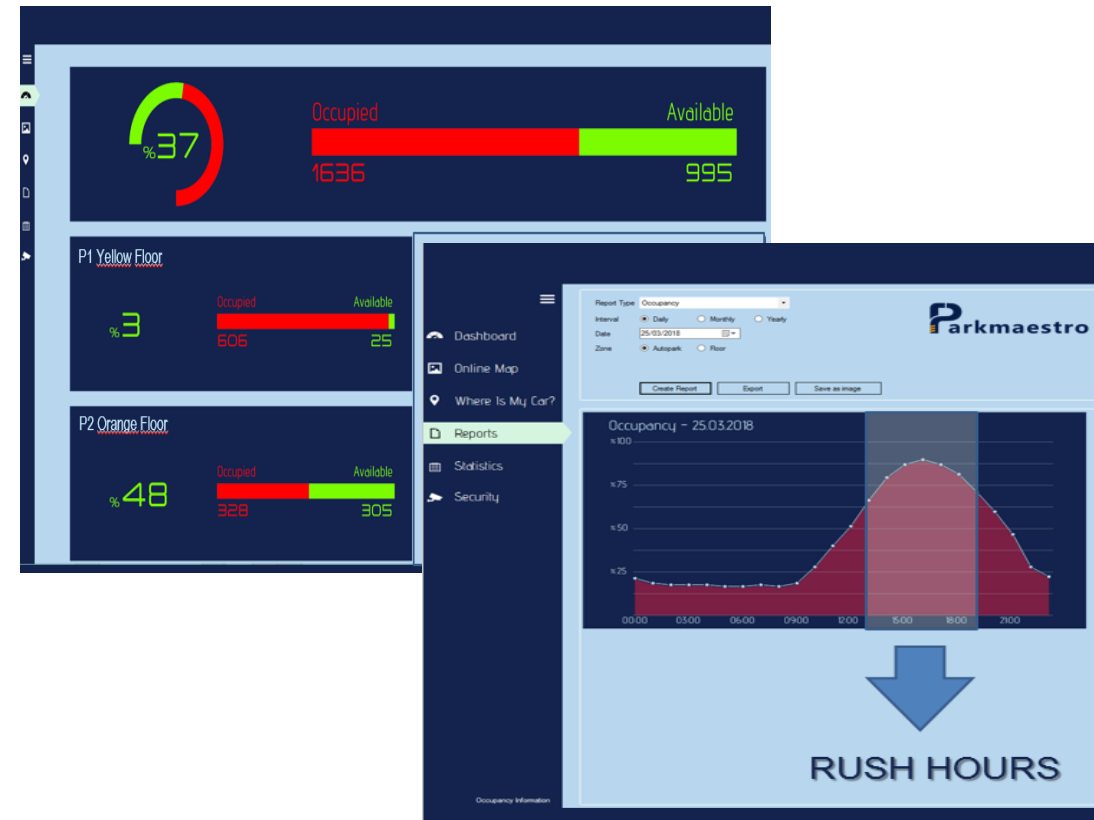 Occupied
Available
%37
1636
995
P1 Yellow Floor
Occupied
Available
%3
606
25
P2 Orange Floor
Occupied
Available
%48
328
305
Dashboard
Online Map
Where Is My Car?
Reports
Statistics
Security
Occupancy Information
Report Type Occupancy
Interval Daily Monthly Yearly
Date 25/03/2018
Zone Autopark Floor
Create Report Export Save as image
Parkmaestro
Occupancy - 25.03.2018
%100
%75
%50
%25
00:00 03:00 06:00 09:00 12:00 15:00 18:00 21:00
RUSH HOURS